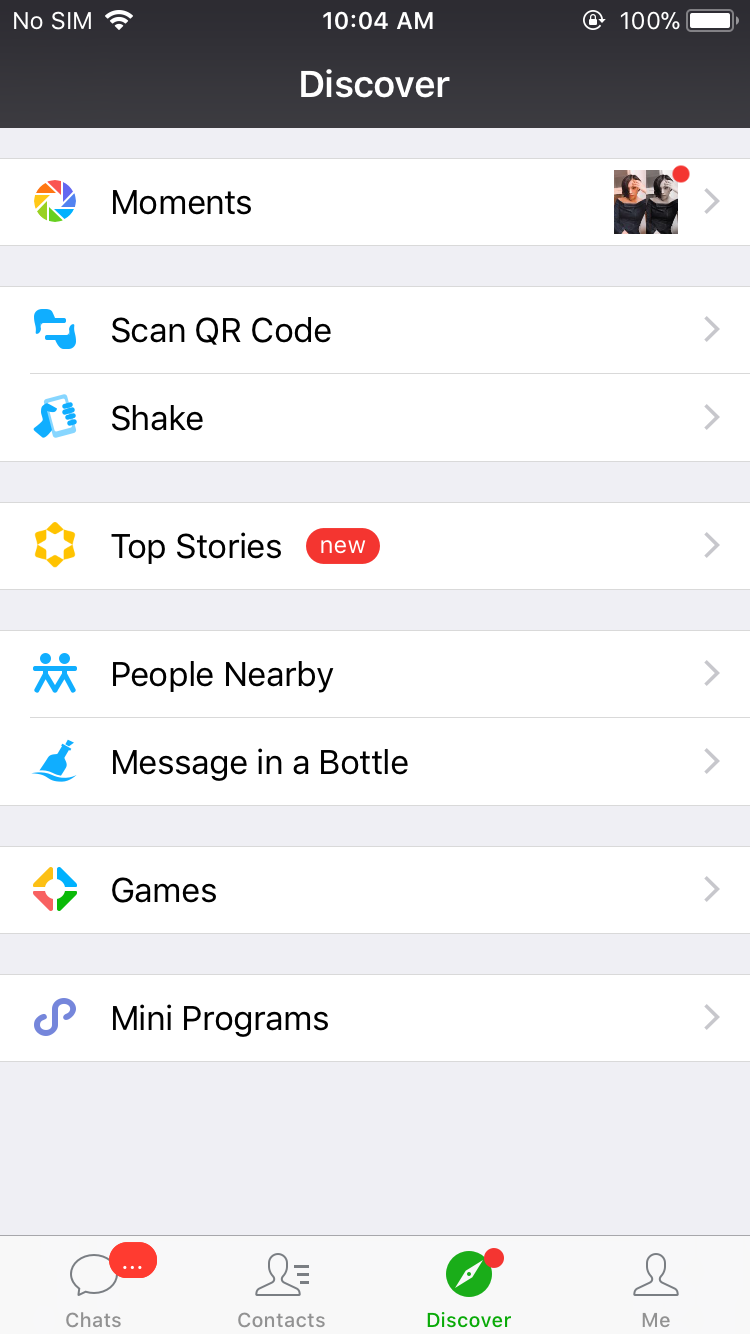 No SIM 10:04 AM 100%
Discover
Moments
Scan QR Code
Shake
Top Stories new
People Nearby
Message in a Bottle
Games
Mini Programs
...
Chats Contacts Discover Me